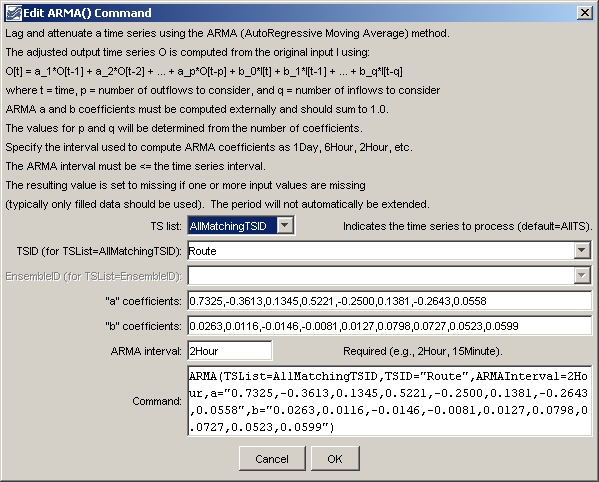 Edit ARMA() Command
Lag and attenuate a time series using the ARMA (AutoRegressive Moving Average) method.
The adjusted output time series O is computed from the original input I using:
O[t] = a_1*O[t-1] + a_2*O[t-2] + ... + a_p*O[t-p] + b_0*I[t] + b_1*I[t-1] + ... + b_q*I[t-q]
where t = time, p = number of outflows to consider, and q = number of inflows to consider
ARMA a and b coefficients must be computed externally and should sum to 1.0.
The values for p and q will be determined from the number of coefficients.
Specify the interval used to compute ARMA coefficients as 1Day, 6Hour, 2Hour, etc.
The ARMA interval must be <= the time series interval.
The resulting value is set to missing if one or more input values are missing
(typically only filled data should be used). The period will not automatically be extended.
TS list: AllMatchingTSID Indicates the time series to process (default=AllTS).
TSID (for TSList=AllMatchingTSID): Route
EnsembleID (for TSList=EnsembleID):
"a" coefficients: 0.7325,-0.3613,0.1345,0.5221,-0.2500,0.1381,-0.2643,0.0558
"b" coefficients: 0.0263,0.0116,-0.0146,-0.0081,0.0127,0.0798,0.0727,0.0523,0.0599
ARMA interval: 2Hour Required (e.g., 2Hour, 15Minute).
Command: ARMA(TSList=AllMatchingTSID,TSID="Route",ARMAInterval=2Ho
ur,a="0.7325,-0.3613,0.1345,0.5221,-0.2500,0.1381,-0.2643
,0.0558",b="0.0263,0.0116,-0.0146,-0.0081,0.0127,0.0798,0
.0727,0.0523,0.0599")
Cancel OK